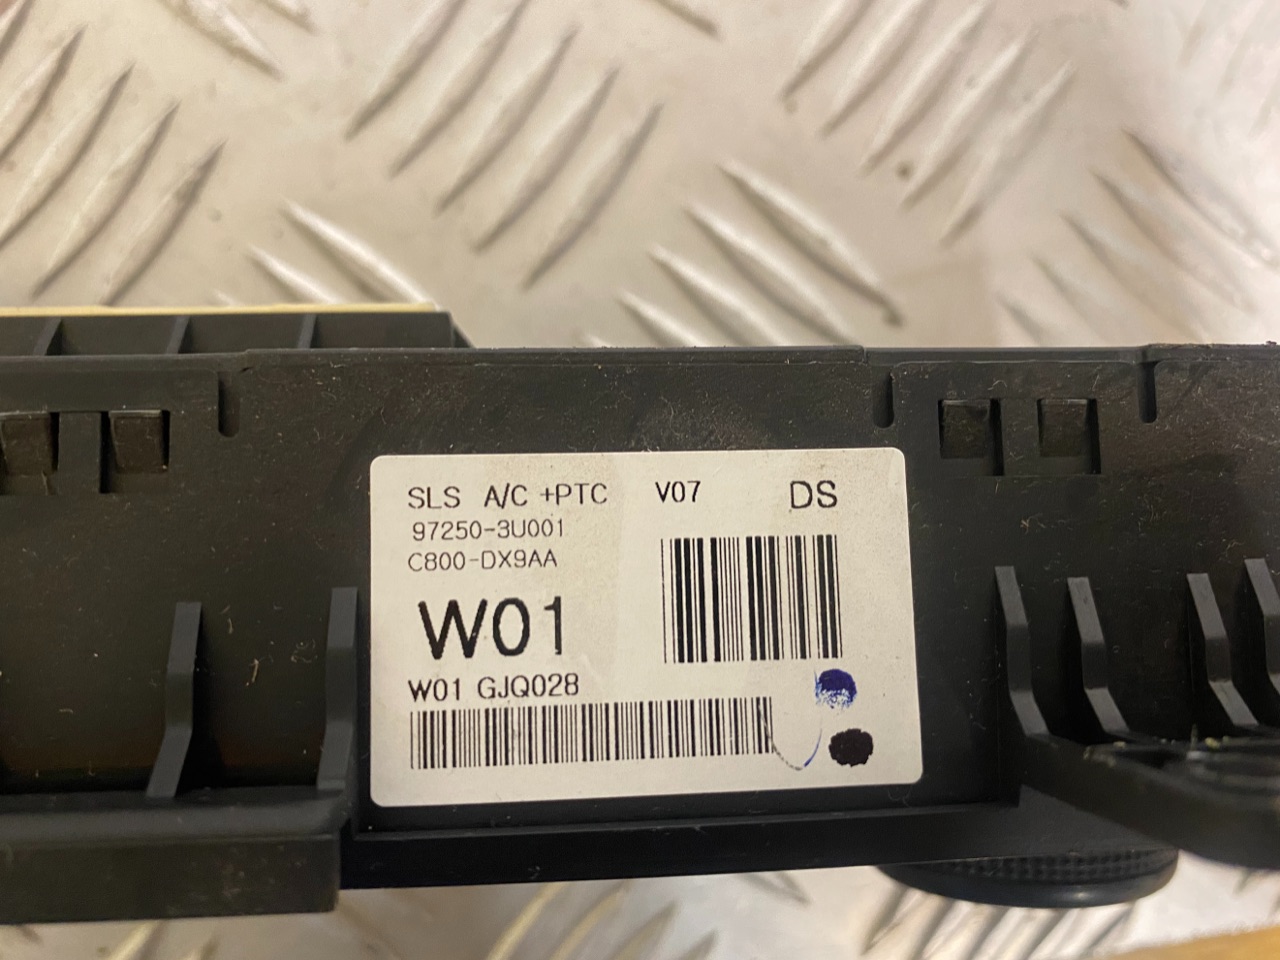 SLS A/C +PTC V07 DS
97250-3U001
C800-DX9AA
W01
W01 GJQ028